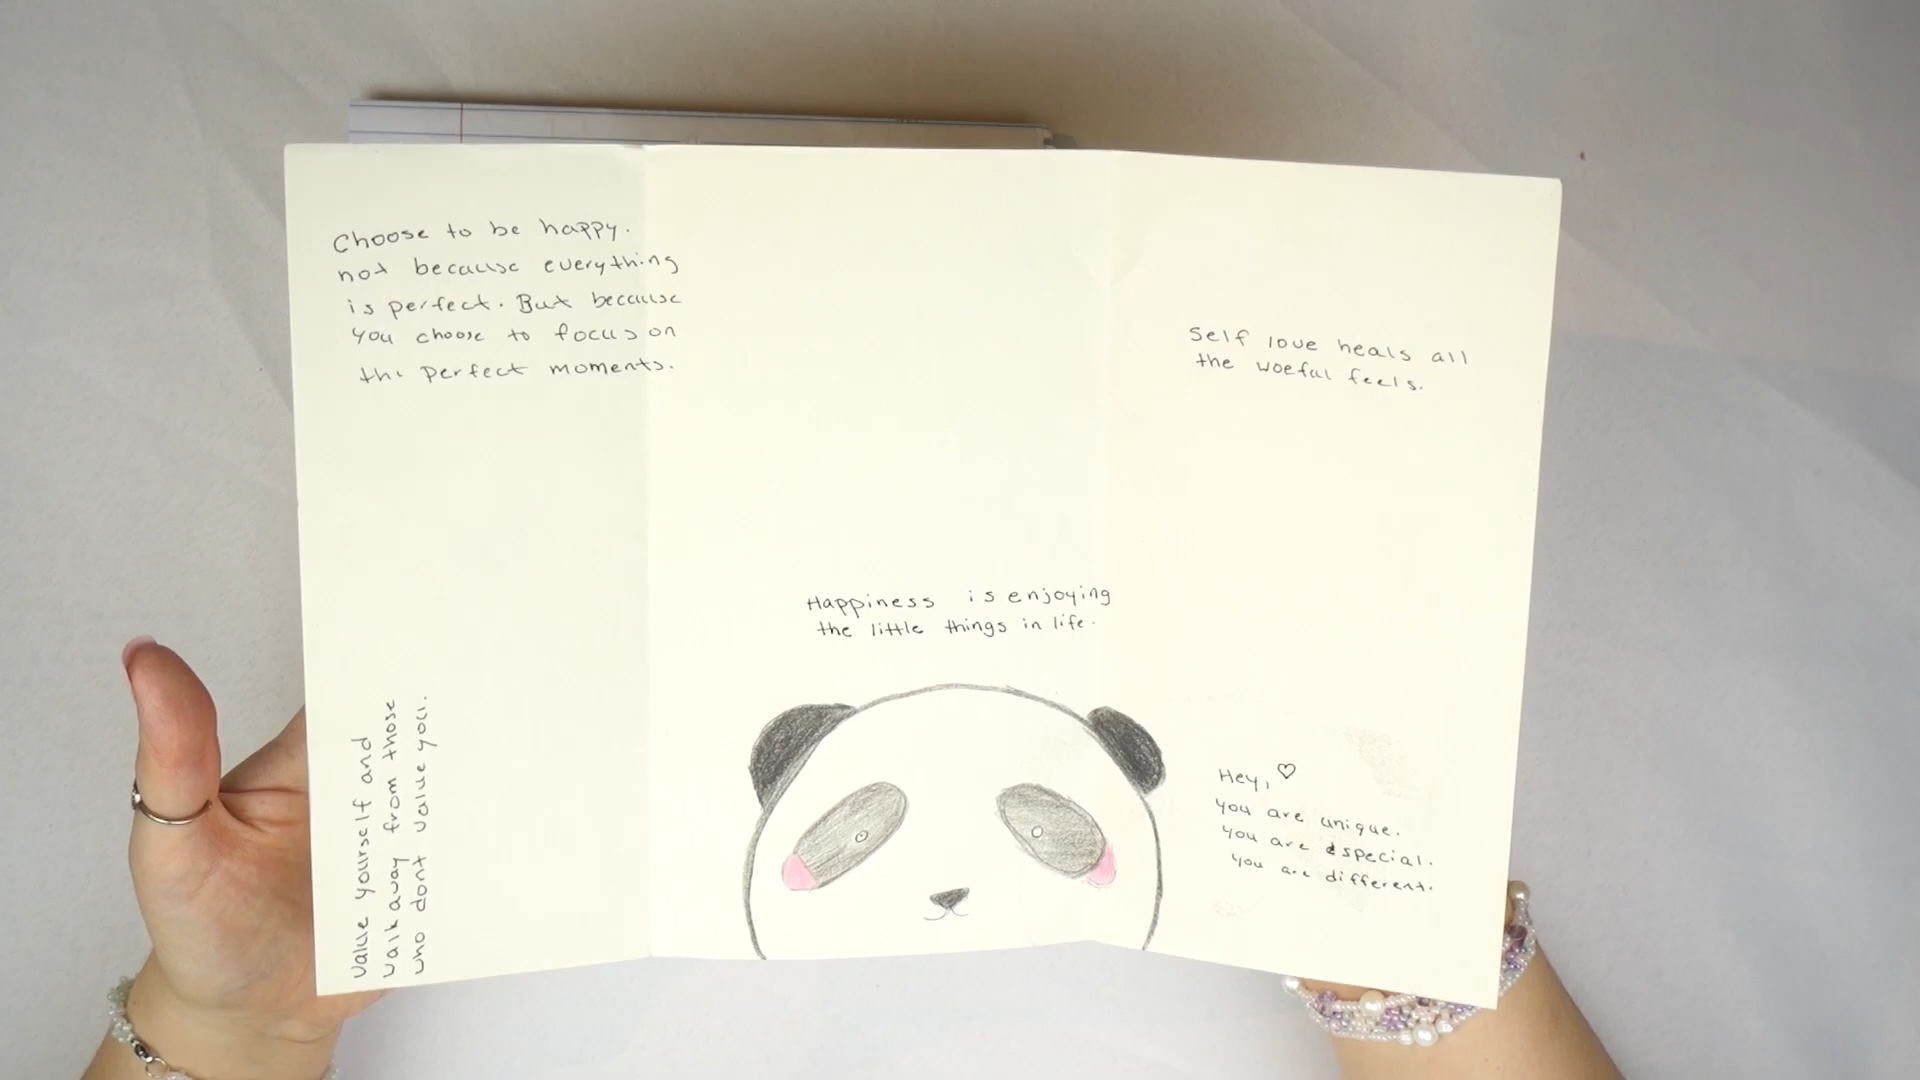 Choose to be happy.
not because everything
is perfect. But because
you choose to focus on
the perfect moments.
Self love heals all
the woeful feels.
Happiness is enjoying
the little things in life.
Value yourself and
walk away from those
who dont value you.
Hey, ♡
you are unique.
you are special.
you are different.